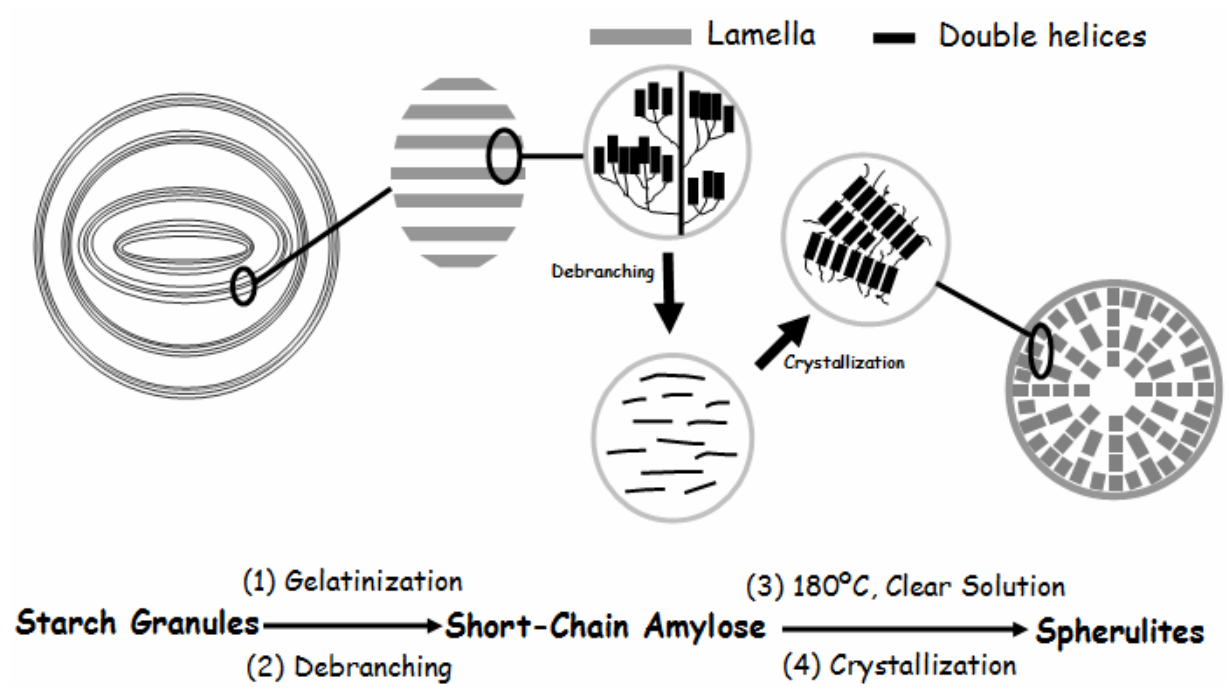 Lamella
Double helices
Debranching
Crystallization
(1) Gelatinization
(3) 180ºC, Clear Solution
Starch Granules
Short-Chain Amylose
Spherulites
(2) Debranching
(4) Crystallization